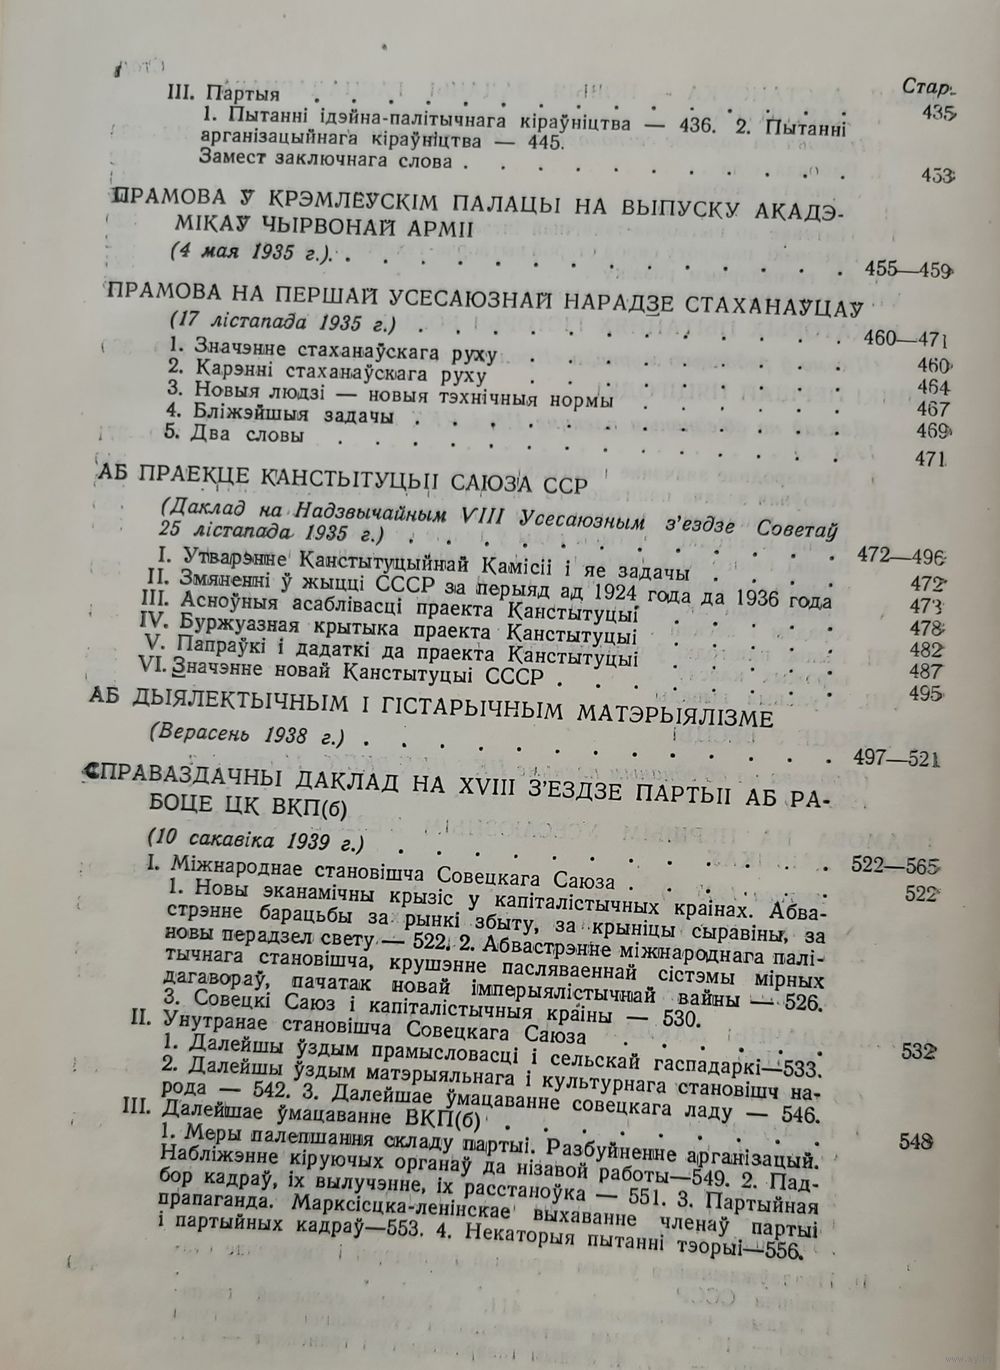 Стар.
III. Партыя . . . . . . . . . . . . 435
1. Пытанні ідэйна-палітычнага кіраўніцтва — 436. 2. Пытанні
арганізацыйнага кіраўніцтва — 445.
Замест заключнага слова . . . . . . . . . . . 453
ПРАМОВА Ў КРЭМЛЕЎСКІМ ПАЛАЦЫ НА ВЫПУСКУ АКАДЭ-
МІКАЎ ЧЫРВОНАЙ АРМІІ
(4 мая 1935 г.). . . . . . . . . . . . . . 455—459
ПРАМОВА НА ПЕРШАЙ УСЕСАЮЗНАЙ НАРАДЗЕ СТАХАНАЎЦАЎ
(17 лістапада 1935 г.) . . . . . . . . . . . . 460—471
1. Значэнне стаханаўскага руху . . . . . . . . . 460
2. Карэнні стаханаўскага руху . . . . . . . . . 464
3. Новыя людзі — новыя тэхнічныя нормы . . . . . . 467
4. Бліжэйшыя задачы . . . . . . . . . . . . 469
5. Два словы . . . . . . . . . . . . . . 471
АБ ПРАЕКЦЕ КАНСТЫТУЦЫІ САЮЗА ССР
(Даклад на Надзвычайным VIII Усесаюзным з'ездзе Советаў
25 лістапада 1935 г.) . . . . . . . . . . . . 472—496
I. Утварэнне Канстытуцыйнай Камісіі і яе задачы . . . . 472
II. Змяненні ў жыцці СССР за перыяд ад 1924 года да 1936 года 473
III. Асноўныя асаблівасці праекта Канстытуцыі . . . . . 478
IV. Буржуазная крытыка праекта Канстытуцыі . . . . . 482
V. Папраўкі і дадаткі да праекта Канстытуцыі . . . . . 487
VI. Значэнне новай Канстытуцыі СССР . . . . . . . . 495
АБ ДЫЯЛЕКТЫЧНЫМ І ГІСТАРЫЧНЫМ МАТЭРЫЯЛІЗМЕ
(Верасень 1938 г.) . . . . . . . . . . . . . 497—521
СПРАВАЗДАЧНЫ ДАКЛАД НА XVIII З'ЕЗДЗЕ ПАРТЫІ АБ РА-
БОЦЕ ЦК ВКП(б)
(10 сакавіка 1939 г.) . . . . . . . . . . . . 522—565
I. Міжнароднае становішча Совецкага Саюза . . . . . . 522
1. Новы эканамічны крызіс у капіталістычных краінах. Абва-
стрэнне барацьбы за рынкі збыту, за крыніцы сыравіны, за
новы перадзел свету — 522. 2. Абвастрэнне міжнароднага палі-
тычнага становішча, крушэнне пасляваеннай сістэмы мірных
дагавораў, пачатак новай імперыялістычнай вайны — 526.
3. Совецкі Саюз і капіталістычныя краіны — 530.
II. Унутранае становішча Совецкага Саюза . . . . . . 532
1. Далейшы ўздым прамысловасці і сельскай гаспадаркі—533.
2. Далейшы ўздым матэрыяльнага і культурнага становішч на-
рода — 542. 3. Далейшае ўмацаванне совецкага ладу — 546.
III. Далейшае ўмацаванне ВКП(б) . . . . . . . . . 548
1. Меры палепшання складу партыі. Разбуйненне арганізацый.
Набліжэнне кіруючых органаў да нізавой работы—549. 2. Пад-
бор кадраў, іх вылучэнне, іх расстаноўка — 551. 3. Партыйная
прапаганда. Марксісцка-ленінскае выхаванне членаў партыі
і партыйных кадраў—553. 4. Некаторыя пытанні тэорыі—556.